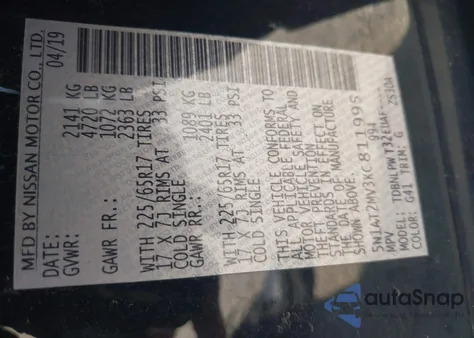 MFD BY NISSAN MOTOR CO., LTD.
DATE: 04/19
GVWR: 2141 KG
4720 LB
GAWR FR.: 1072 KG
2363 LB
WITH 225/65R17 TIRES
17 X 7J RIMS AT 33 PSI
COLD SINGLE
GAWR RR.: 1089 KG
2401 LB
WITH 225/65R17 TIRES
17 X 7J RIMS AT 33 PSI
COLD SINGLE
THIS VEHICLE CONFORMS TO
ALL APPLICABLE FEDERAL
MOTOR VEHICLE SAFETY AND
THEFT PREVENTION
STANDARDS IN EFFECT ON
THE DATE OF MANUFACTURE
SHOWN ABOVE.
5N1AT2MV3KC811995
MPV 094
MODEL:
COLOR: G41 TRIM: G 25304
autoSnap